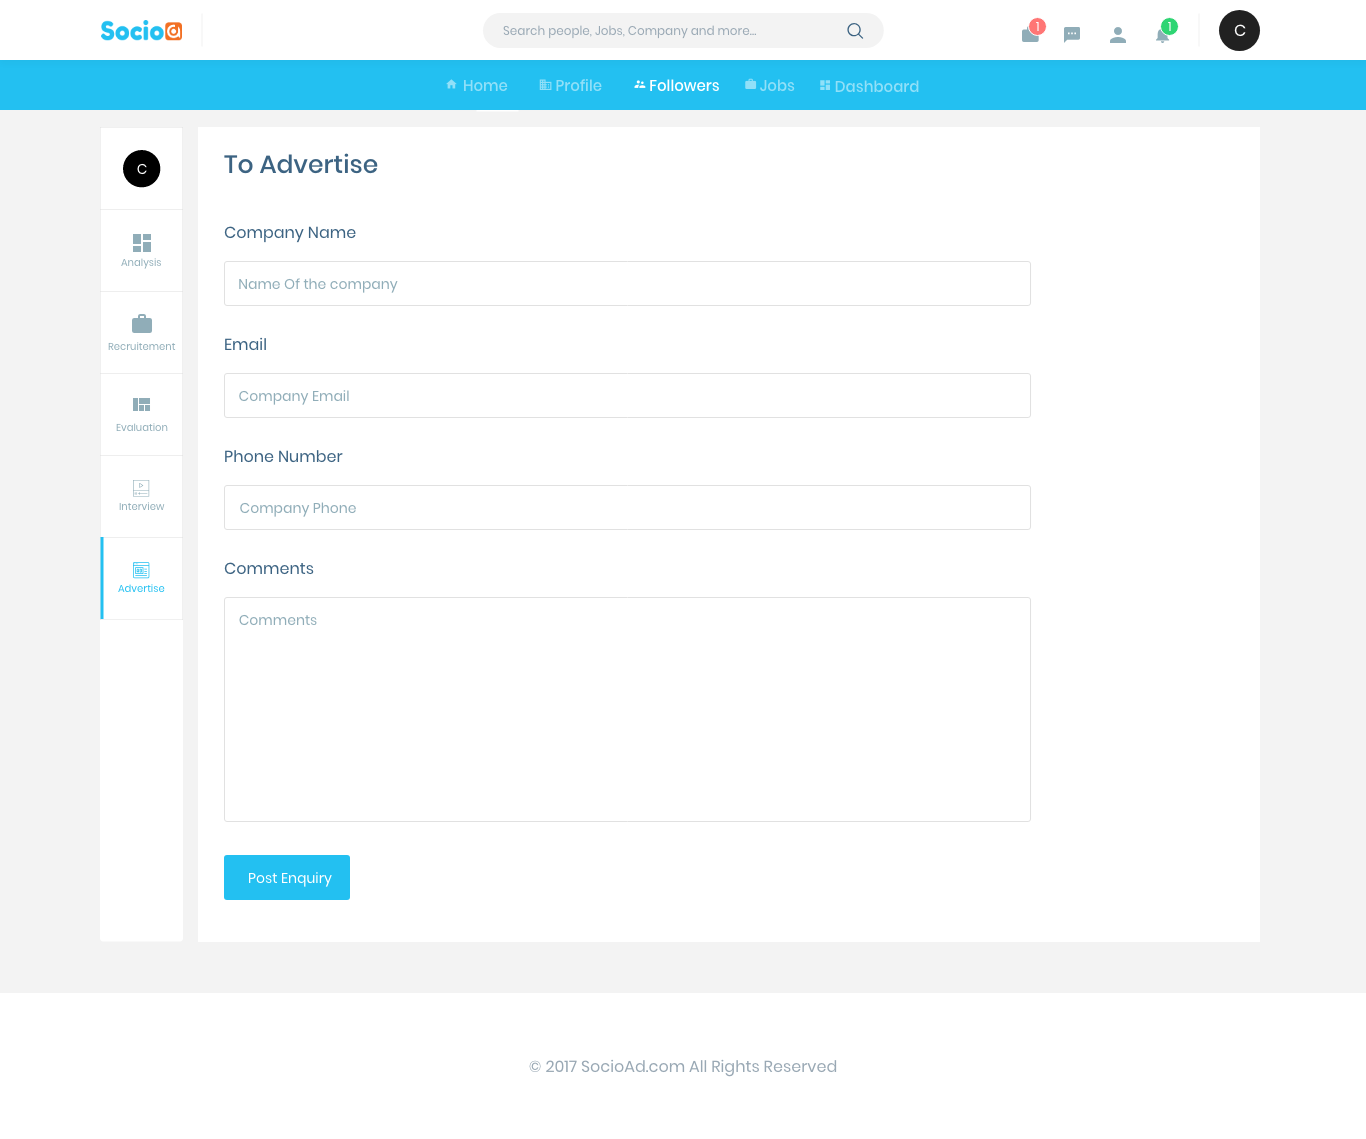 Socio a
Search people, Jobs, Company and more...
1
1
C
Home
Profile
Followers
Jobs
Dashboard
C
Analysis
Recruitement
Evaluation
Interview
Advertise
To Advertise
Company Name
Name Of the company
Email
Company Email
Phone Number
Company Phone
Comments
Comments
Post Enquiry
© 2017 SocioAd.com All Rights Reserved